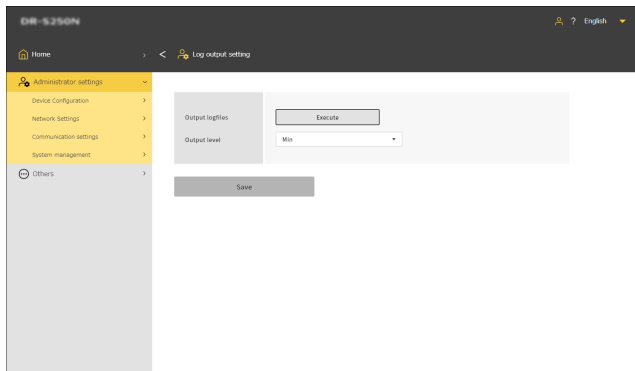 DR-S250N
? English
Home
Log output setting
Administrator settings
Device Configuration
Network Settings
Communication settings
System management
Others
Output logfiles
Execute
Output level
Min
Save